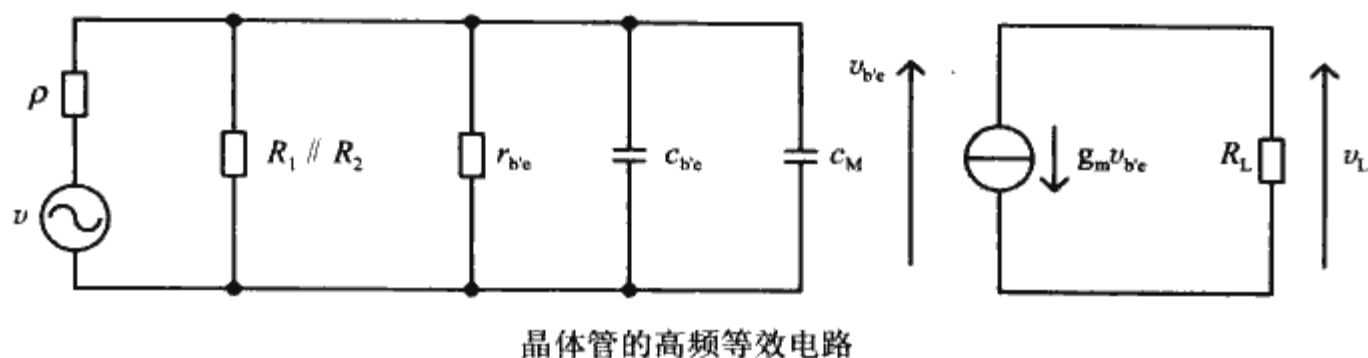 ρ
v
R₁ // R₂
r_b'e
c_b'e
c_M
v_b'e
g_m v_b'e
R_L
v_L
晶体管的高频等效电路